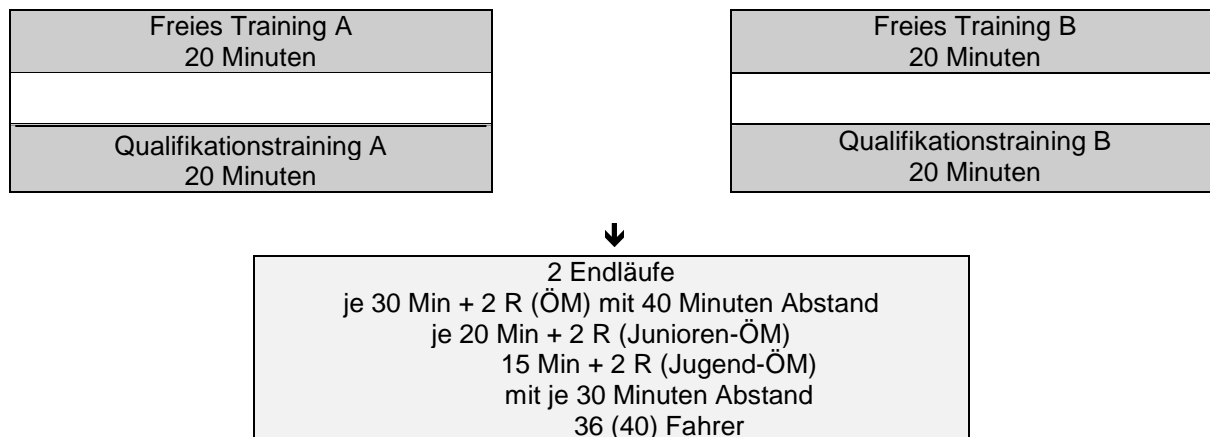 Freies Training A
20 Minuten
Qualifikationstraining A
20 Minuten
Freies Training B
20 Minuten
Qualifikationstraining B
20 Minuten
2 Endläufe
je 30 Min + 2 R (ÖM) mit 40 Minuten Abstand
je 20 Min + 2 R (Junioren-ÖM)
15 Min + 2 R (Jugend-ÖM)
mit je 30 Minuten Abstand
36 (40) Fahrer